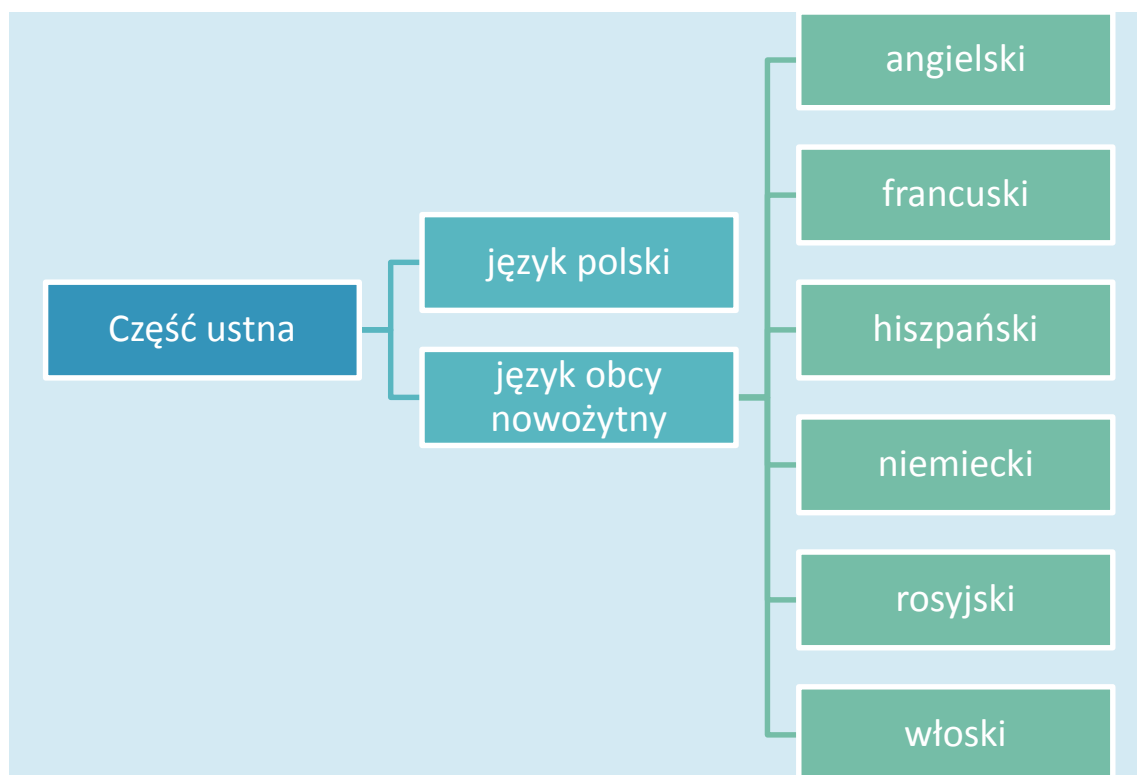 Część ustna
język polski
język obcy
nowożytny
angielski
francuski
hiszpański
niemiecki
rosyjski
włoski